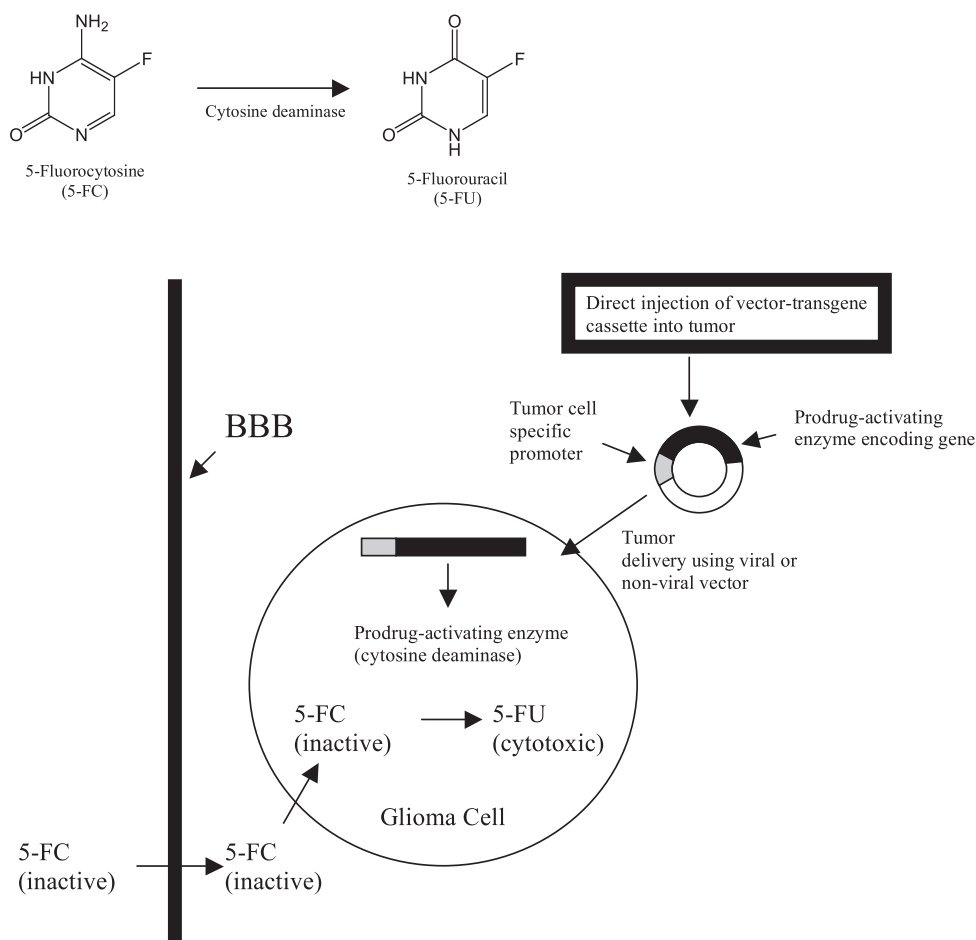 NH2
F
HN
O
N
5-Fluorocytosine
(5-FC)
Cytosine deaminase
O
F
HN
O
N
H
5-Fluorouracil
(5-FU)
Direct injection of vector-transgene
cassette into tumor
BBB
Tumor cell
specific
promoter
Prodrug-activating
enzyme encoding gene
Tumor
delivery using viral or
non-viral vector
Prodrug-activating enzyme
(cytosine deaminase)
5-FC
(inactive)
5-FU
(cytotoxic)
Glioma Cell
5-FC
(inactive)
5-FC
(inactive)